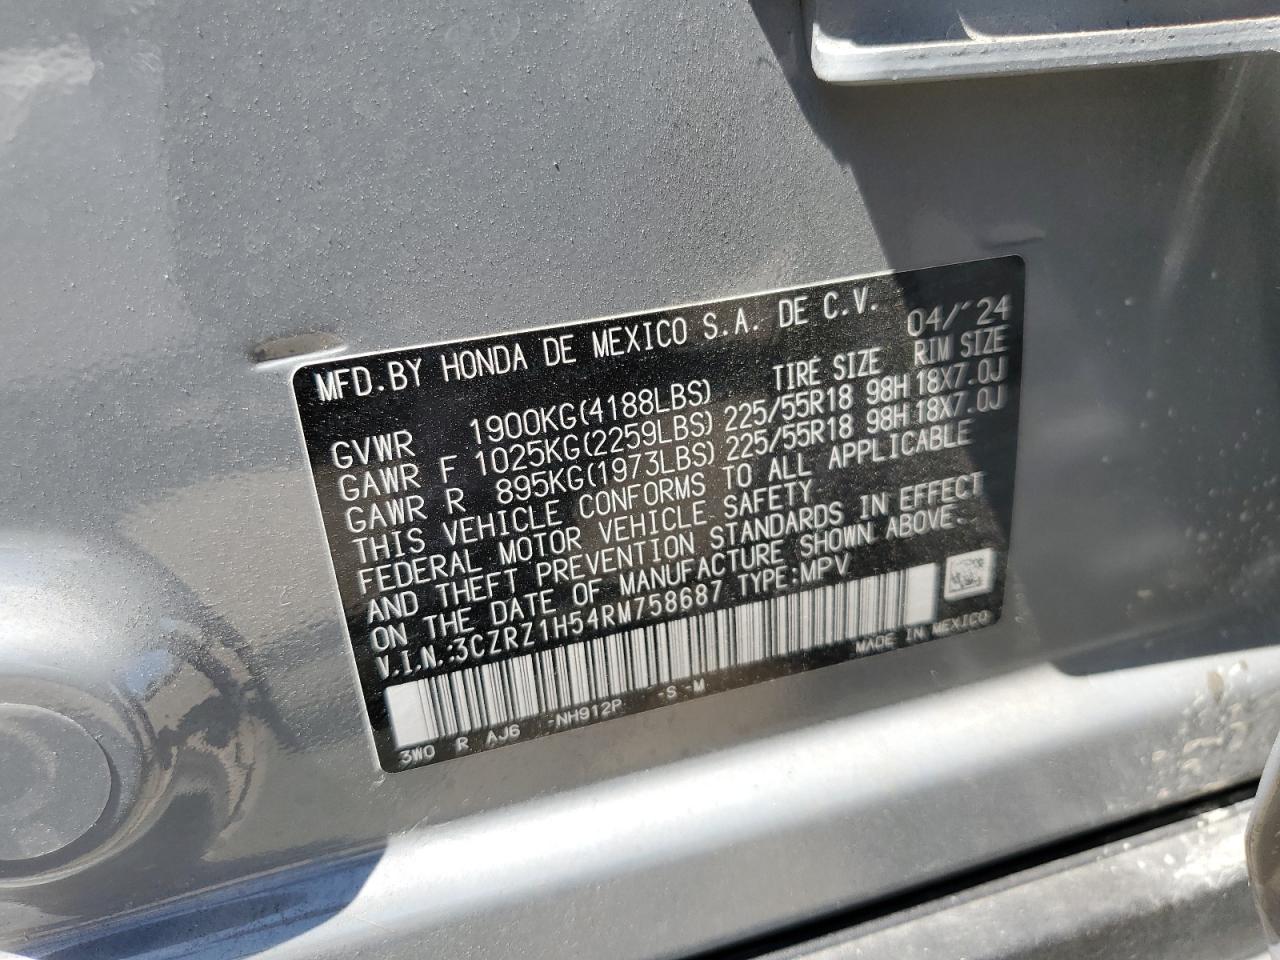 MFD.BY HONDA DE MEXICO S.A. DE C.V. 04/'24
TIRE SIZE RIM SIZE
GVWR 1900KG(4188LBS)
GAWR F 1025KG(2259LBS) 225/55R18 98H 18X7.0J
GAWR R 895KG(1973LBS) 225/55R18 98H 18X7.0J
THIS VEHICLE CONFORMS TO ALL APPLICABLE
FEDERAL MOTOR VEHICLE SAFETY
AND THEFT PREVENTION STANDARDS IN EFFECT
ON THE DATE OF MANUFACTURE SHOWN ABOVE.
V.I.N.:3CZRZ1H54RM758687 TYPE:MPV
3W0 R AJ6 -NH912P -S -M MADE IN MEXICO